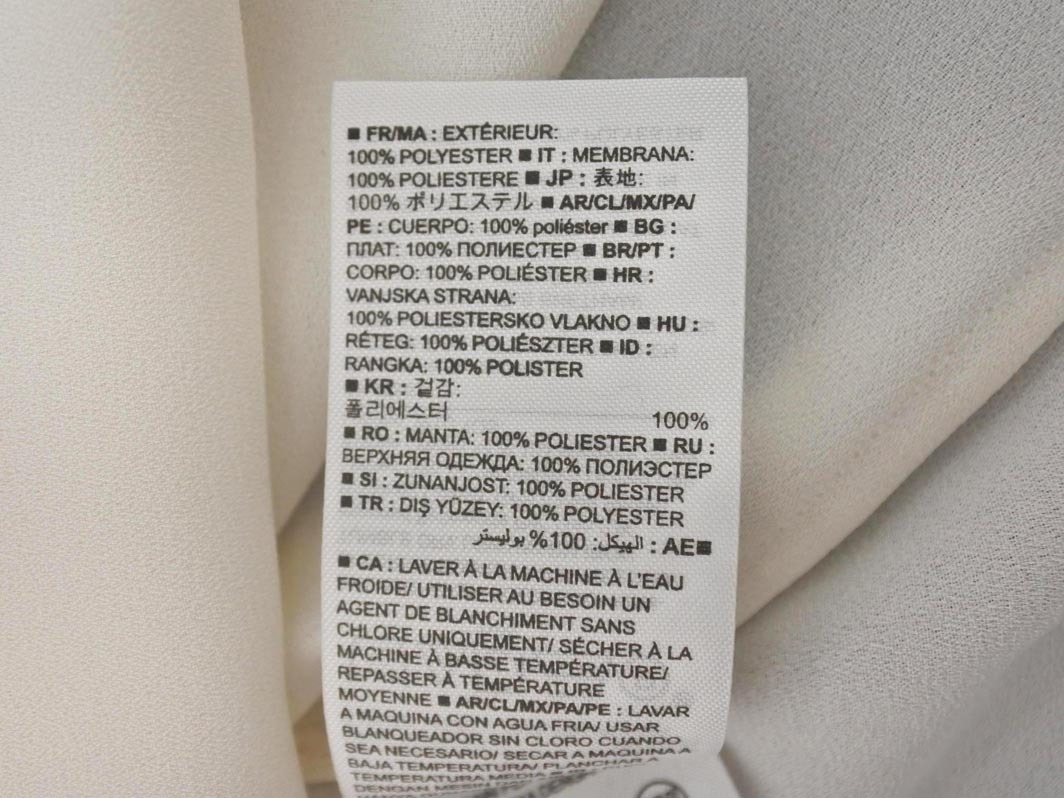 ■ FR/MA : EXTÉRIEUR:
100% POLYESTER ■ IT : MEMBRANA:
100% POLIESTERE ■ JP : 表地:
100% ポリエステル ■ AR/CL/MX/PA/
PE : CUERPO: 100% poliéster ■ BG :
ПЛАТ: 100% ПОЛИЕСТЕР ■ BR/PT :
CORPO: 100% POLIÉSTER ■ HR :
VANJSKA STRANA:
100% POLIESTERSKO VLAKNO ■ HU :
RÉTEG: 100% POLIÉSZTER ■ ID :
RANGKA: 100% POLISTER
■ KR : 겉감:
폴리에스터 100%
■ RO : MANTA: 100% POLIESTER ■ RU :
ВЕРХНЯЯ ОДЕЖДА: 100% ПОЛИЭСТЕР
■ SI : ZUNANJOST: 100% POLIESTER
■ TR : DIŞ YÜZEY: 100% POLYESTER
■AE : الهيكل: 100% بوليستر
■ CA : LAVER À LA MACHINE À L'EAU
FROIDE/ UTILISER AU BESOIN UN
AGENT DE BLANCHIMENT SANS
CHLORE UNIQUEMENT/ SÉCHER À LA
MACHINE À BASSE TEMPÉRATURE/
REPASSER À TEMPÉRATURE
MOYENNE ■ AR/CL/MX/PA/PE : LAVAR
A MAQUINA CON AGUA FRIA/ USAR
BLANQUEADOR SIN CLORO CUANDO
SEA NECESARIO/ SECAR A MAQUINA A
BAJA TEMPERATURA/ PLANCHAR A
TEMPERATURA MEDIA ■
DENGAN MESIN